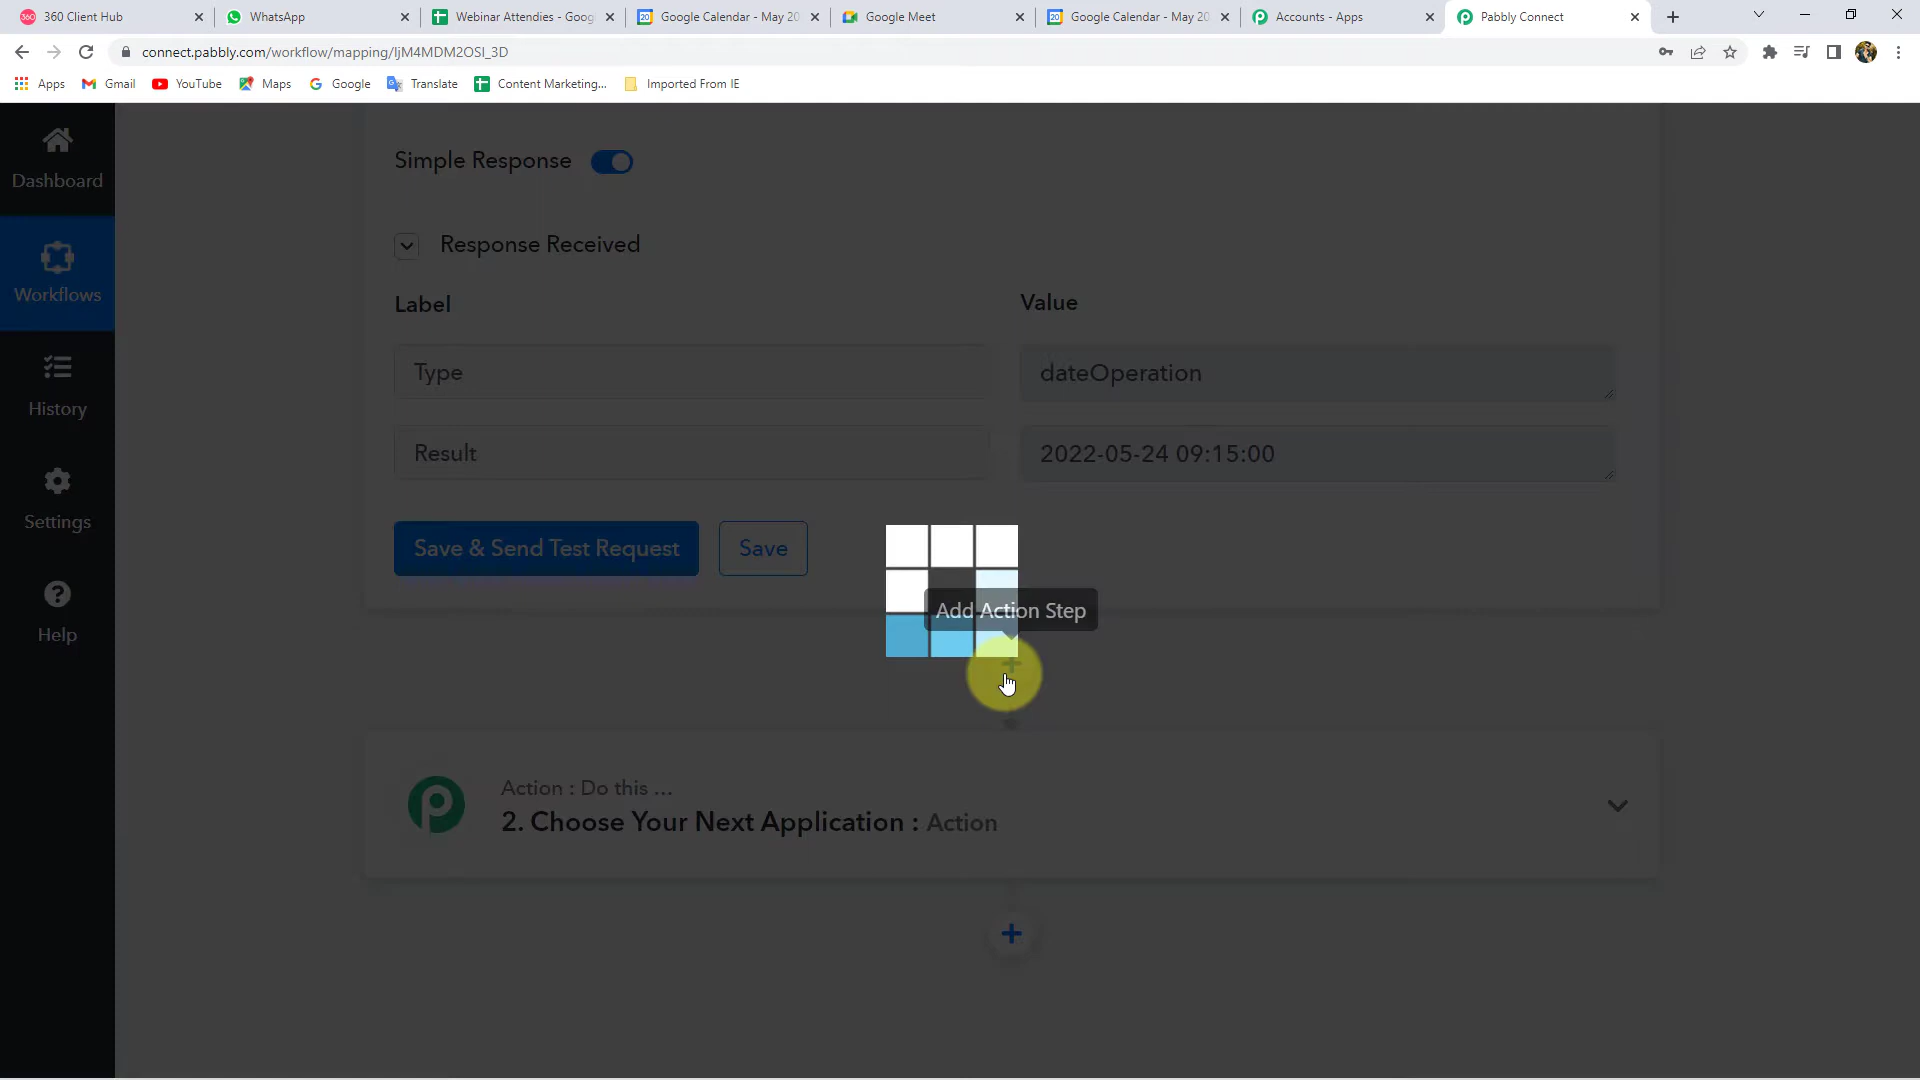 360 Client Hub
WhatsApp
Webinar Attendies - Goog
Google Calendar - May 20
Google Meet
Google Calendar - May 20
Accounts - Apps
Pabbly Connect
connect.pabbly.com/workflow/mapping/IjM4MDM2OSI_3D
Apps
Gmail
YouTube
Maps
Google
Translate
Content Marketing...
Imported From IE
Dashboard
Workflows
History
Settings
Help
Simple Response
Response Received
Label
Value
Type
dateOperation
Result
2022-05-24 09:15:00
Save & Send Test Request
Save
Add Action Step
Action : Do this ...
2. Choose Your Next Application : Action